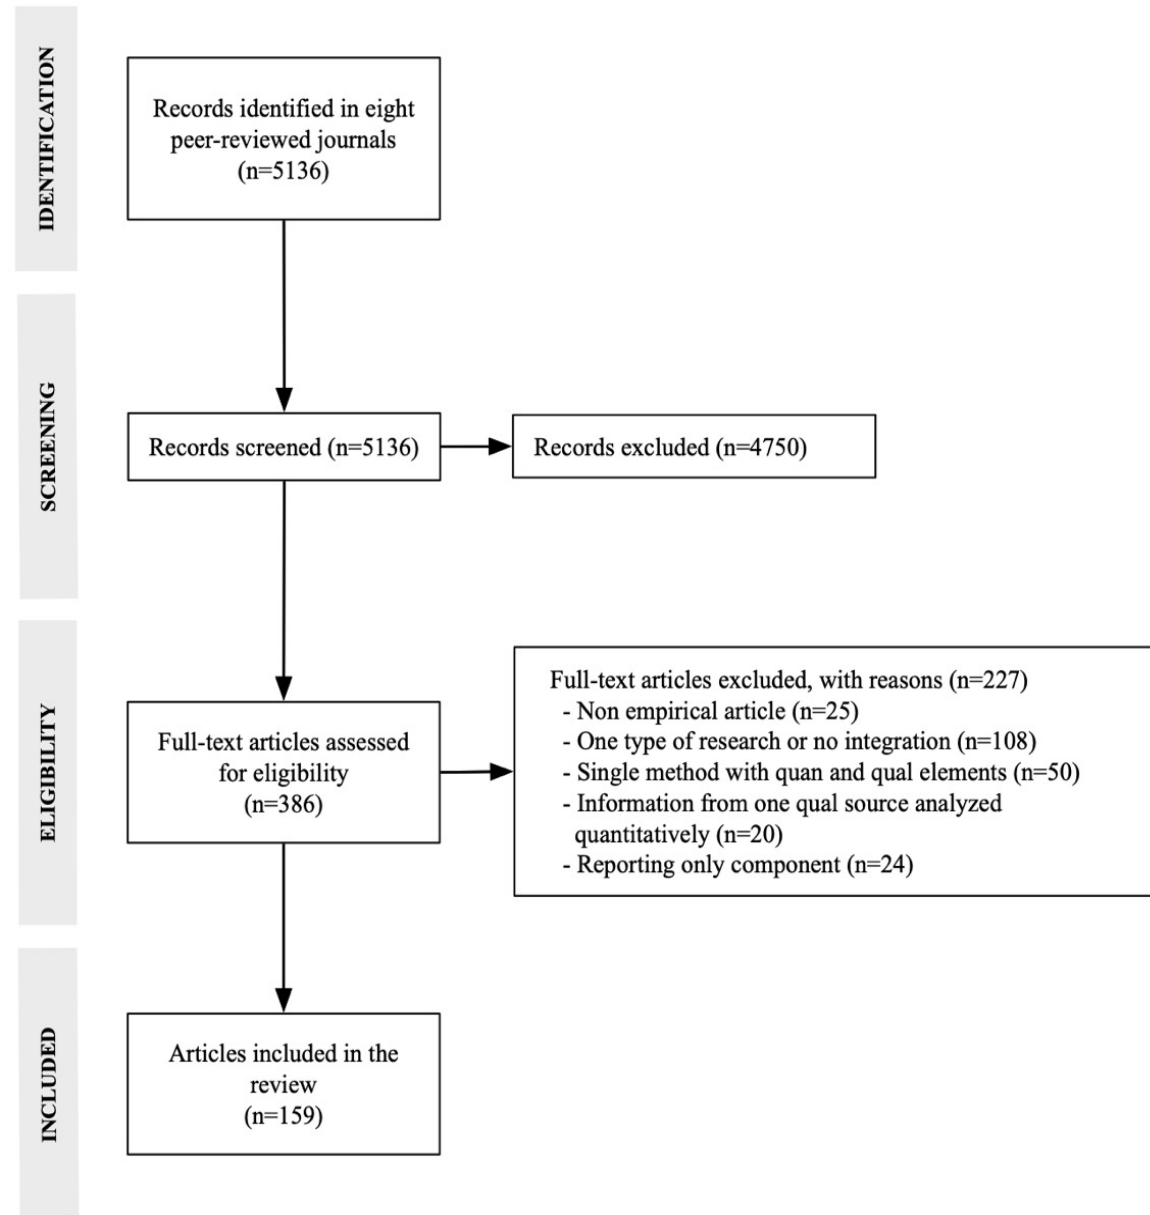 IDENTIFICATION
Records identified in eight
peer-reviewed journals
(n=5136)
SCREENING
Records screened (n=5136)
Records excluded (n=4750)
ELIGIBILITY
Full-text articles assessed
for eligibility
(n=386)
Full-text articles excluded, with reasons (n=227)
- Non empirical article (n=25)
- One type of research or no integration (n=108)
- Single method with quan and qual elements (n=50)
- Information from one qual source analyzed
quantitatively (n=20)
- Reporting only component (n=24)
INCLUDED
Articles included in the
review
(n=159)